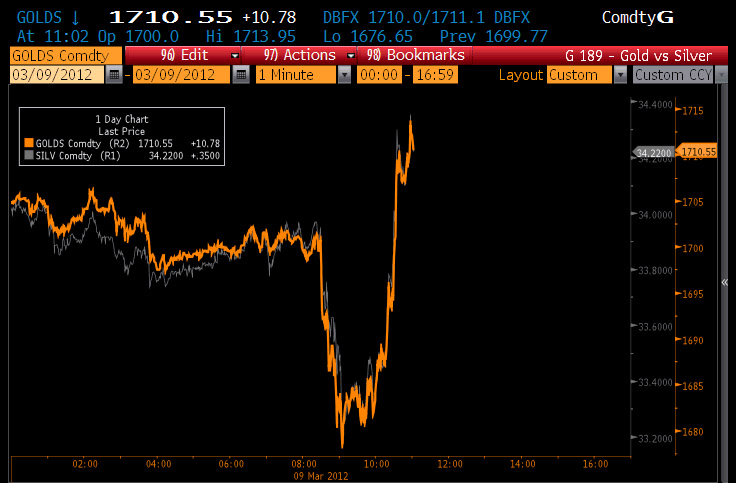 GOLDS ↓ 1710.55 +10.78 DBFX 1710.0/1711.1 DBFX ComdtyG
At 11:02 Op 1700.0 Hi 1713.95 Lo 1676.65 Prev 1699.77
GOLDS Comdty 96) Edit 97) Actions 98) Bookmarks G 189 - Gold vs Silver
03/09/2012 - 03/09/2012 1 Minute 00:00 - 16:59 Layout Custom Custom CCY
1 Day Chart
Last Price
GOLDS Comdty (R2) 1710.55 +10.78
SILV Comdty (R1) 34.2200 +.3500
34.4000 1715
34.2200 1710.55
1705
34.0000
1700
33.8000
1695
33.6000
1690
33.4000 1685
33.2000 1680
«
02:00 04:00 06:00 08:00 10:00 12:00 14:00 16:00
09 Mar 2012